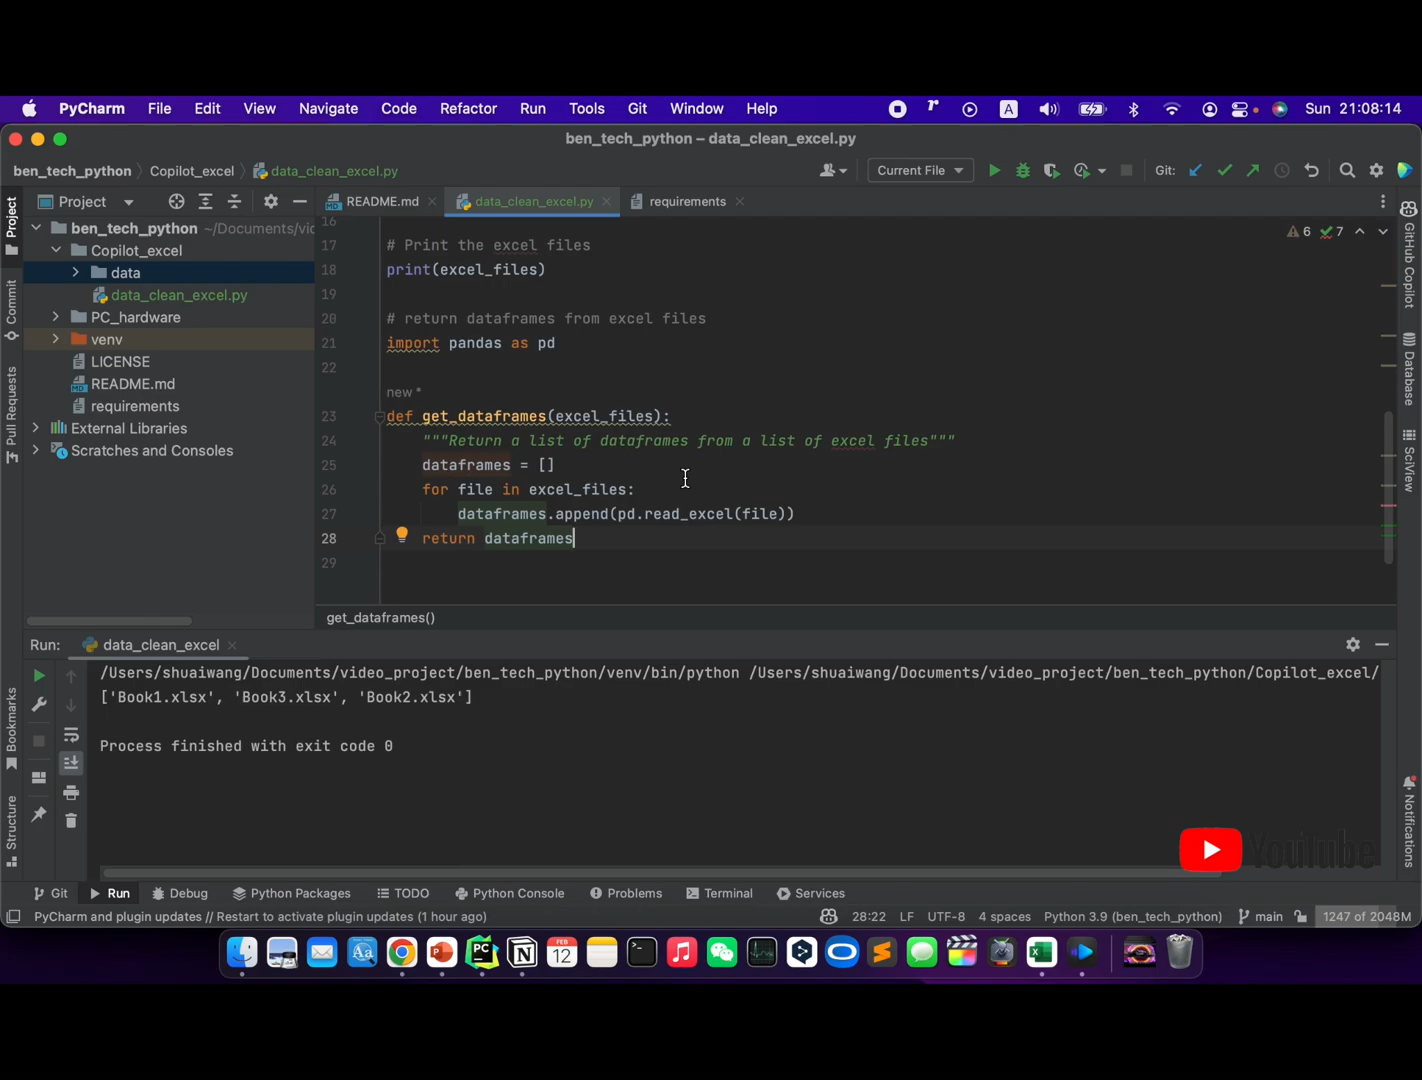 PyCharm File Edit View Navigate Code Refactor Run Tools Git Window Help A Sun 21:08:14
ben_tech_python – data_clean_excel.py
ben_tech_python Copilot_excel data_clean_excel.py Current File Git:
Project README.md data_clean_excel.py requirements
ben_tech_python ~/Documents/vid
Copilot_excel
data
data_clean_excel.py
PC_hardware
venv
LICENSE
README.md
requirements
External Libraries
Scratches and Consoles
Project
Commit
Pull Requests
Bookmarks
Structure
6 7
16
17 # Print the excel files
18 print(excel_files)
19
20 # return dataframes from excel files
21 import pandas as pd
22
new *
23 def get_dataframes(excel_files):
24 """Return a list of dataframes from a list of excel files"""
25 dataframes = []
26 for file in excel_files:
27 dataframes.append(pd.read_excel(file))
28 return dataframes
29
get_dataframes()
GitHub Copilot
Database
SciView
Notifications
Run: data_clean_excel
/Users/shuaiwang/Documents/video_project/ben_tech_python/venv/bin/python /Users/shuaiwang/Documents/video_project/ben_tech_python/Copilot_excel/
['Book1.xlsx', 'Book3.xlsx', 'Book2.xlsx']
Process finished with exit code 0
YouTube
Git Run Debug Python Packages TODO Python Console Problems Terminal Services
PyCharm and plugin updates // Restart to activate plugin updates (1 hour ago) 28:22 LF UTF-8 4 spaces Python 3.9 (ben_tech_python) main 1247 of 2048M
FEB
12